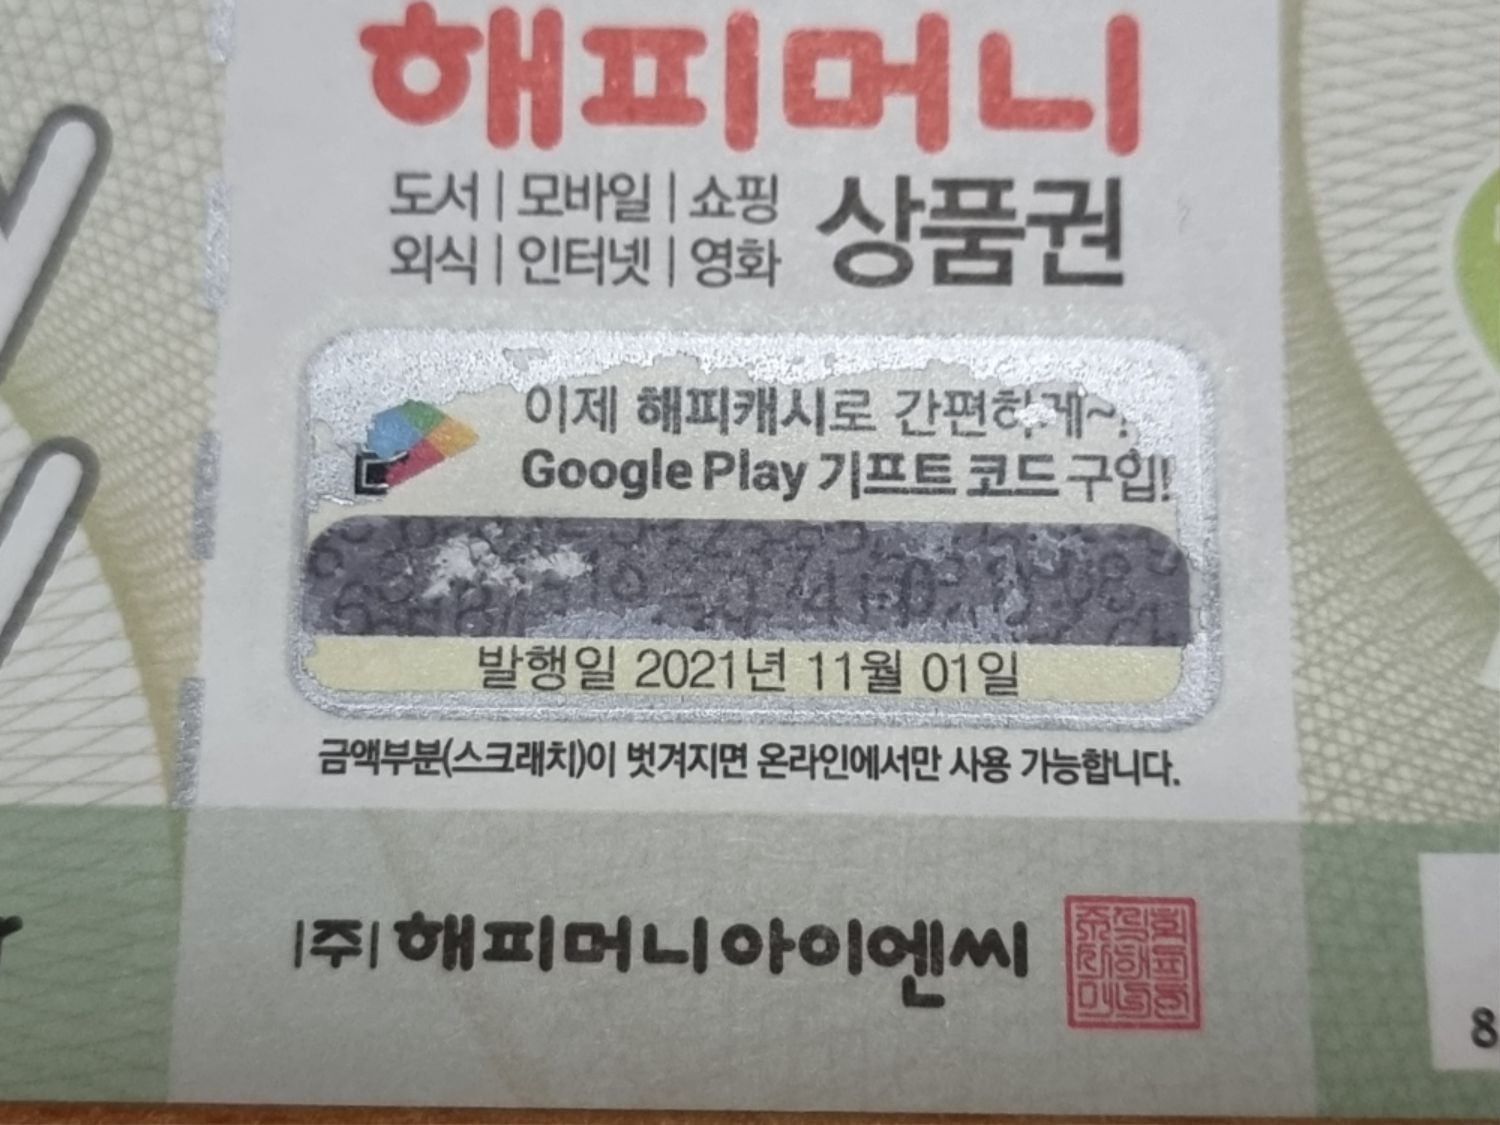 해피머니
도서 | 모바일 | 쇼핑
외식 | 인터넷 | 영화
상품권
이제 해피캐시로 간편하게~!
Google Play 기프트 코드 구입!
발행일 2021년 11월 01일
금액부분(스크래치)이 벗겨지면 온라인에서만 사용 가능합니다.
|주| 해피머니아이엔씨
8